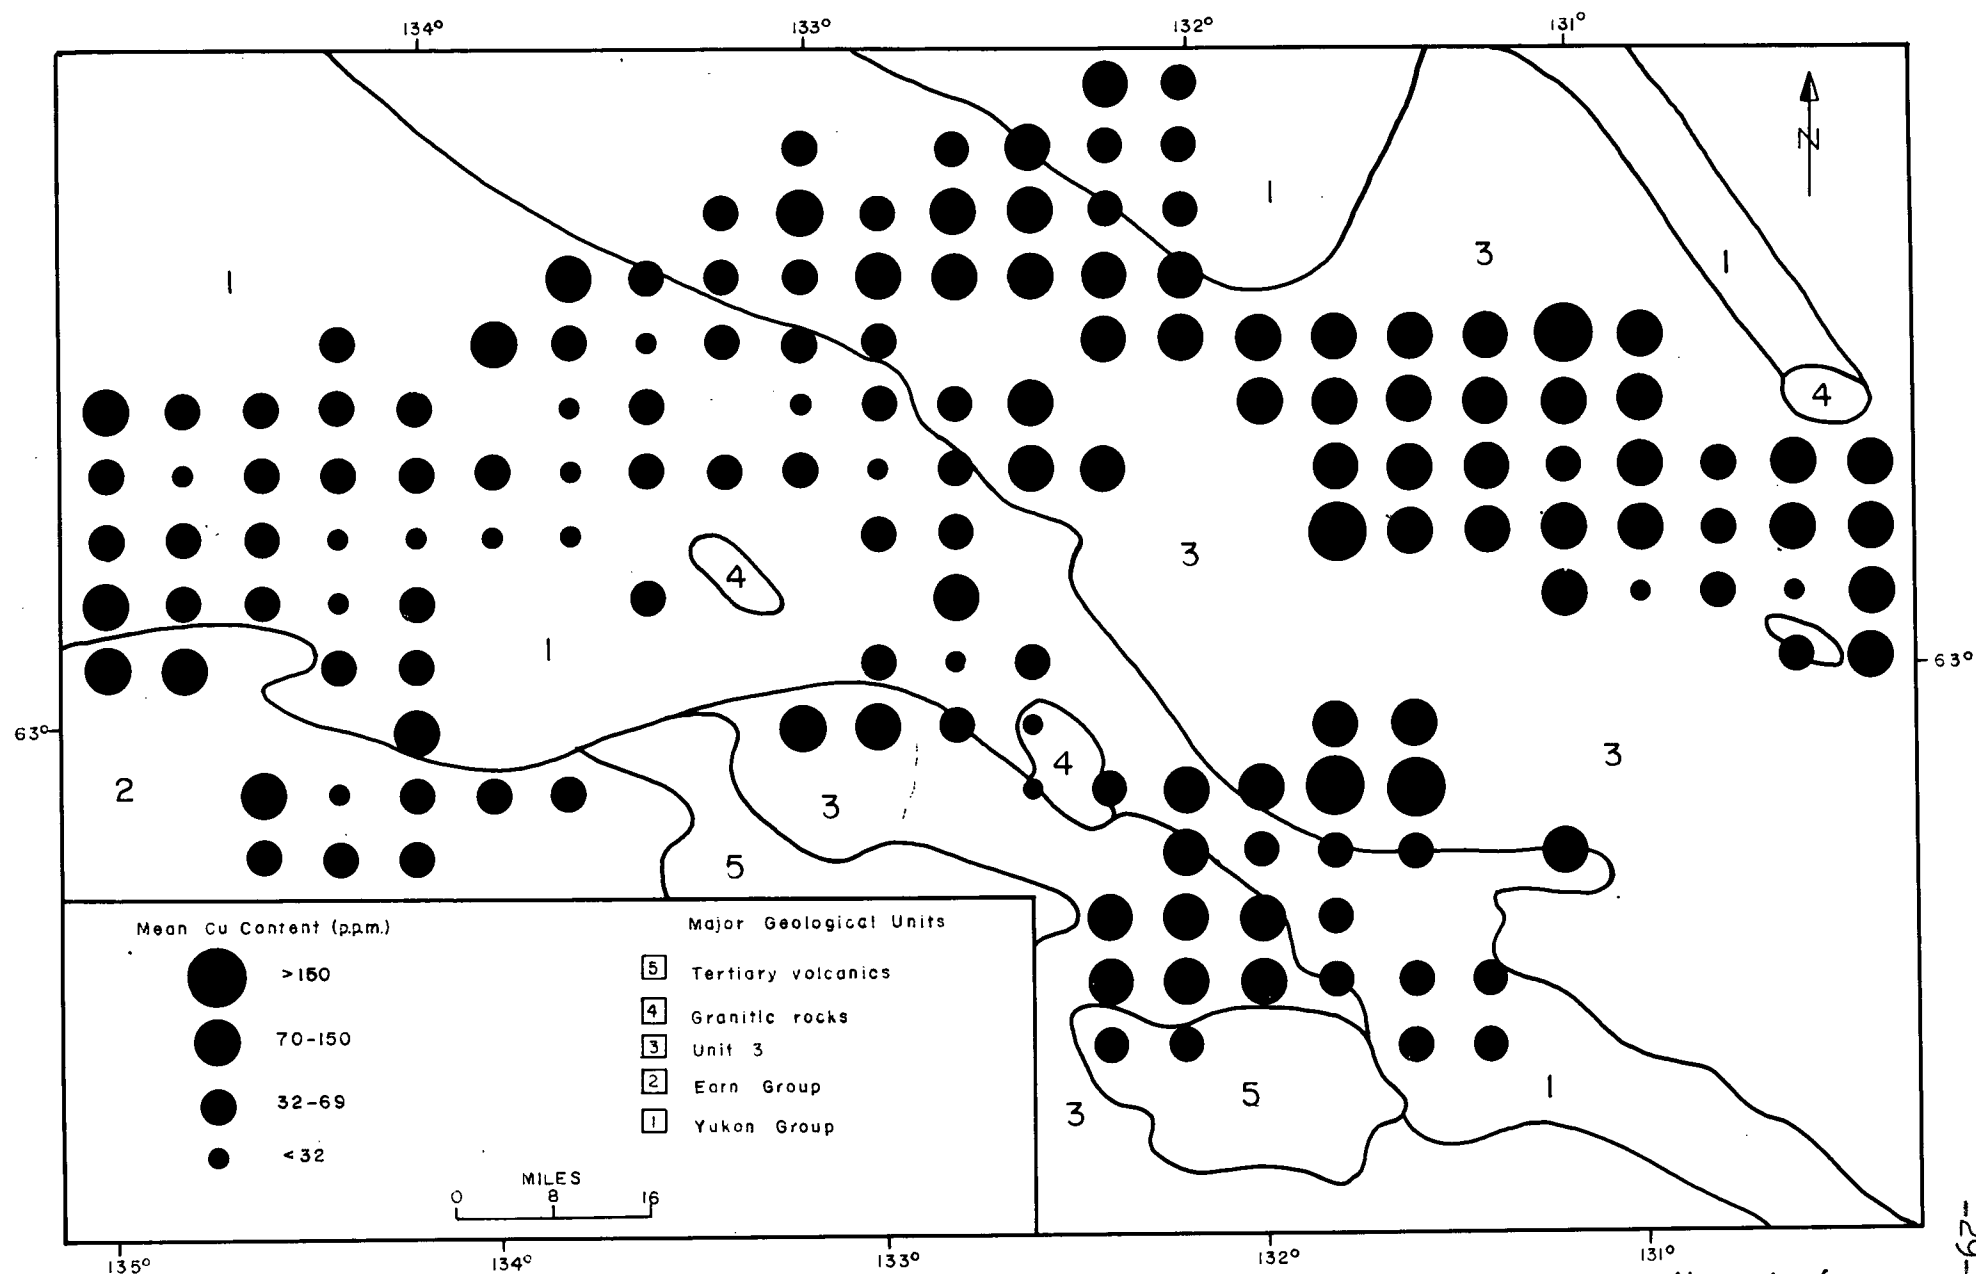 134° 133° 132° 131°
N
1
3
1
1
4
3
4
1
63°
63°
3
4
2
3
5
Mean Cu Content (p.p.m.)
>150
70-150
32-69
<32
Major Geological Units
5 Tertiary volcanics
4 Granitic rocks
3 Unit 3
2 Earn Group
1 Yukon Group
MILES
0 8 16
5
1
3
135° 134° 133° 132° 131°